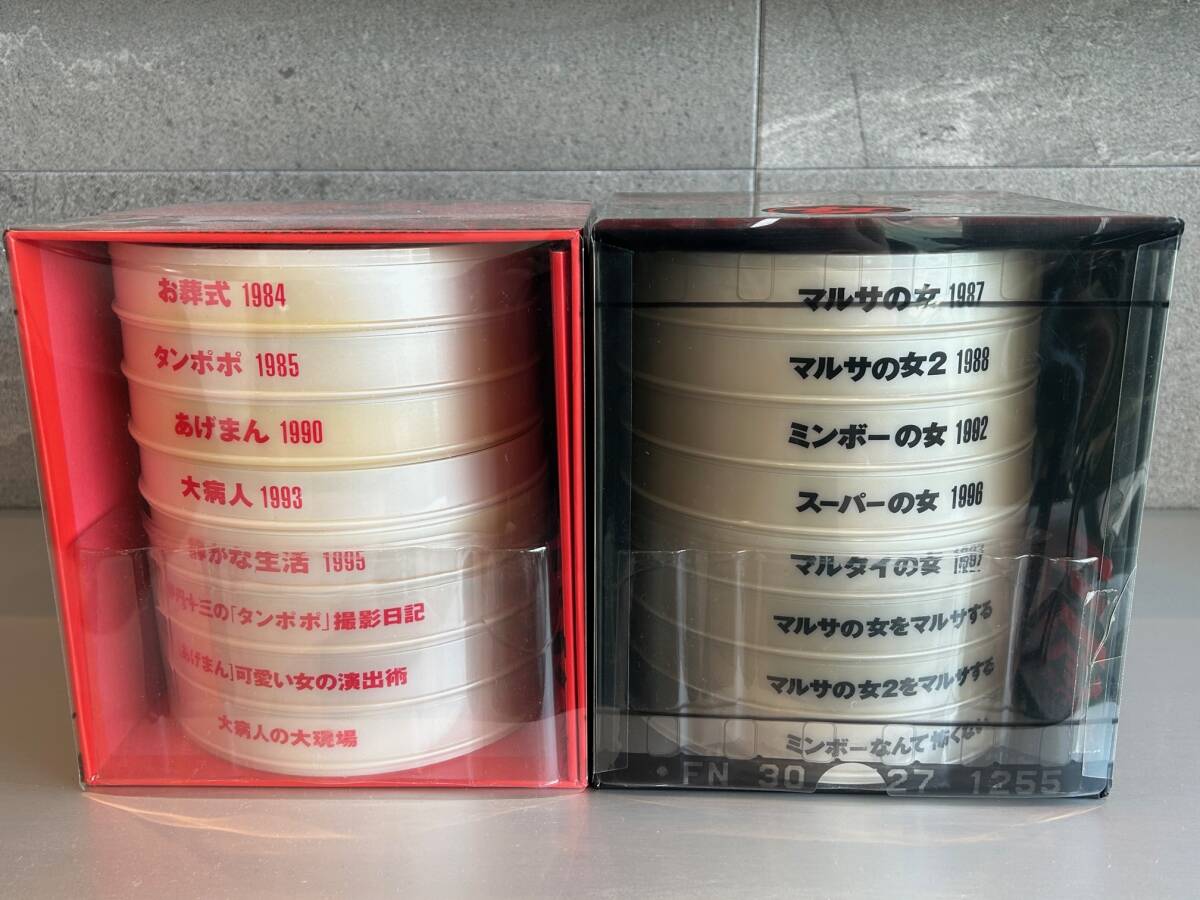 お葬式 1984
タンポポ 1985
あげまん 1990
大病人 1993
静かな生活 1995
丹十三の「タンポポ」撮影日記
[あげまん]可愛い女の演出術
大病人の大現場
マルサの女 1987
マルサの女2 1988
ミンボーの女 1992
スーパーの女 1996
マルタイの女 1997
マルサの女をマルサする
マルサの女2をマルサする
ミンボーなんて怖くない
• FN 30 27 1255